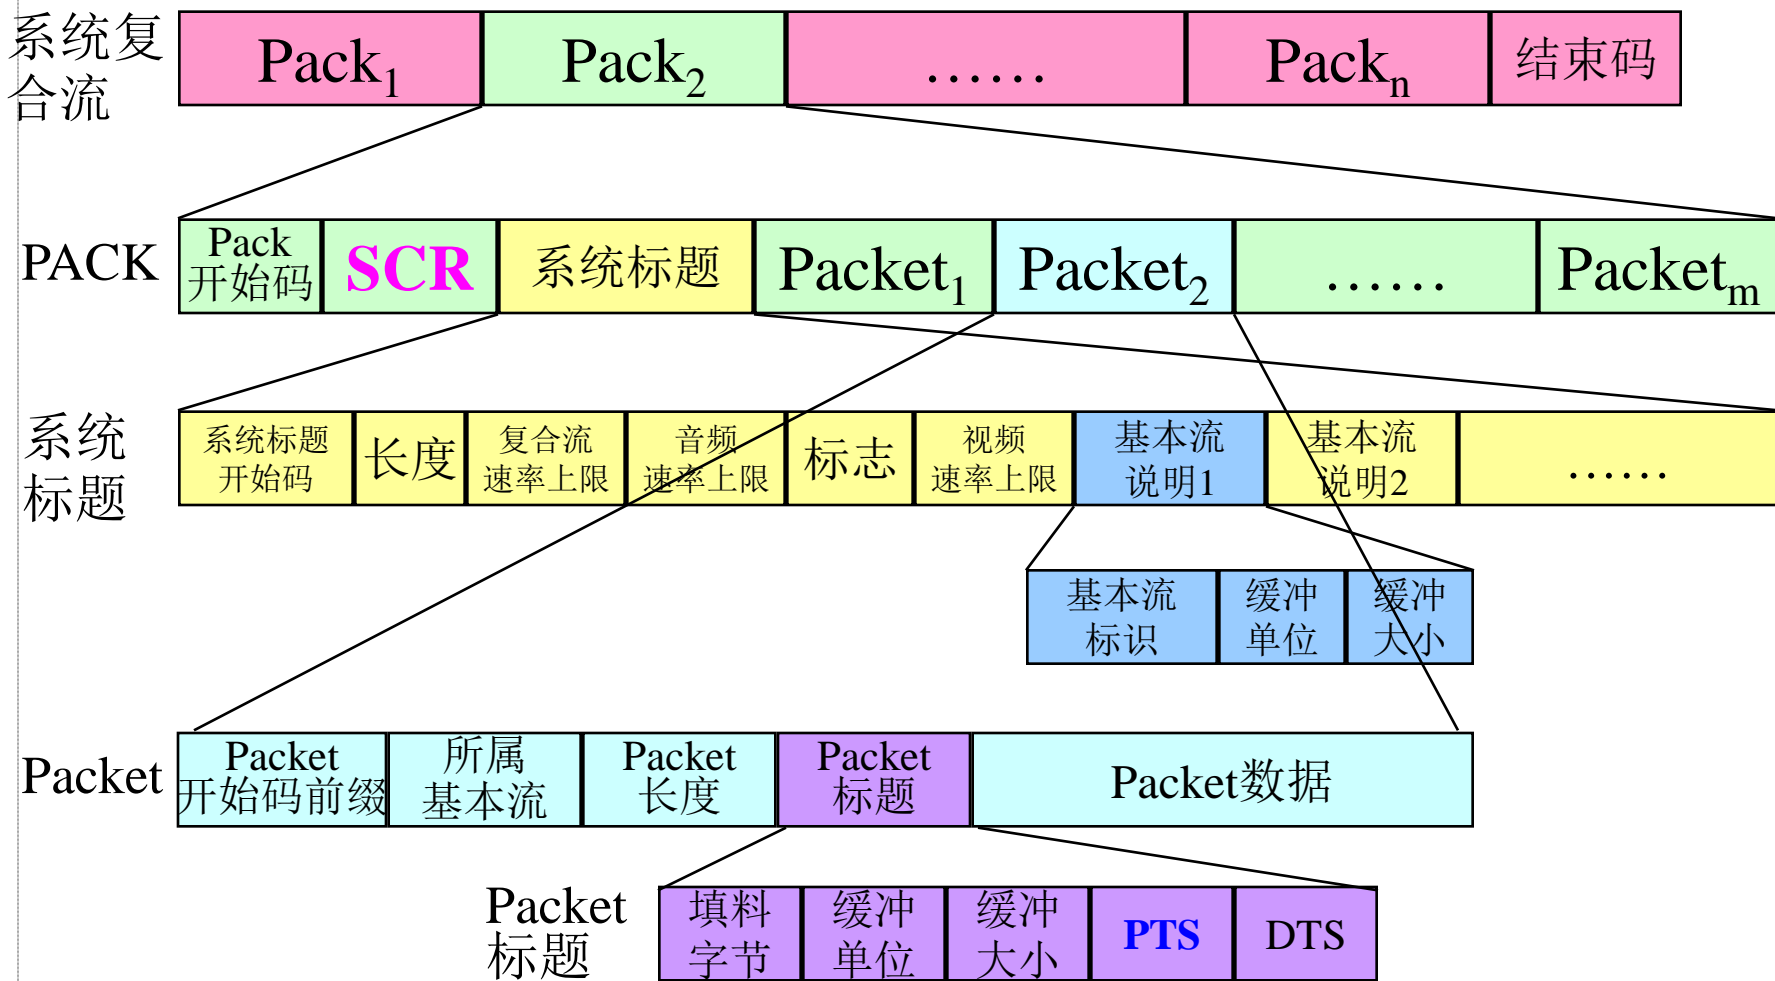 系统复
合流
Pack1
Pack2
……
Packn
结束码
PACK
Pack
开始码
SCR
系统标题
Packet1
Packet2
……
Packetm
系统
标题
系统标题
开始码
长度
复合流
速率上限
音频
速率上限
标志
视频
速率上限
基本流
说明1
基本流
说明2
……
基本流
标识
缓冲
单位
缓冲
大小
Packet
Packet
开始码前缀
所属
基本流
Packet
长度
Packet
标题
Packet数据
Packet
标题
填料
字节
缓冲
单位
缓冲
大小
PTS
DTS